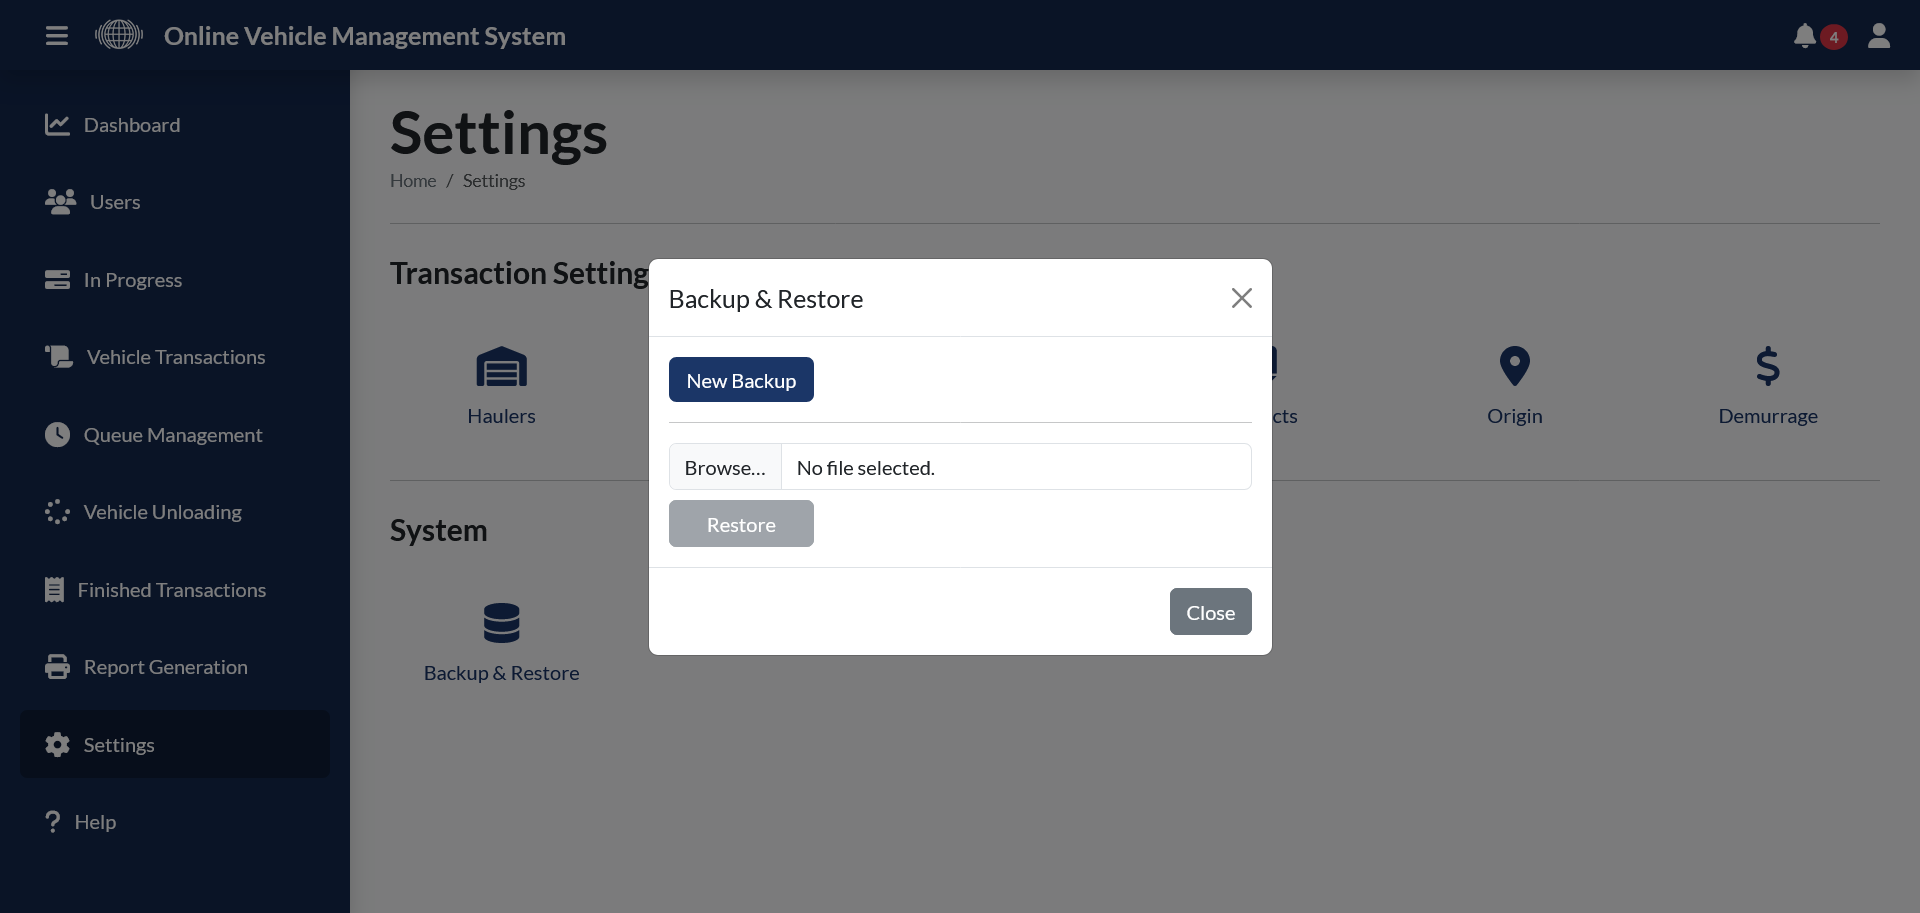 Online Vehicle Management System
4
Dashboard
Users
In Progress
Vehicle Transactions
Queue Management
Vehicle Unloading
Finished Transactions
Report Generation
Settings
Help
Settings
Home / Settings
Transaction Setting
Haulers
cts
Origin
Demurrage
System
Backup & Restore
Backup & Restore
New Backup
Browse... No file selected.
Restore
Close